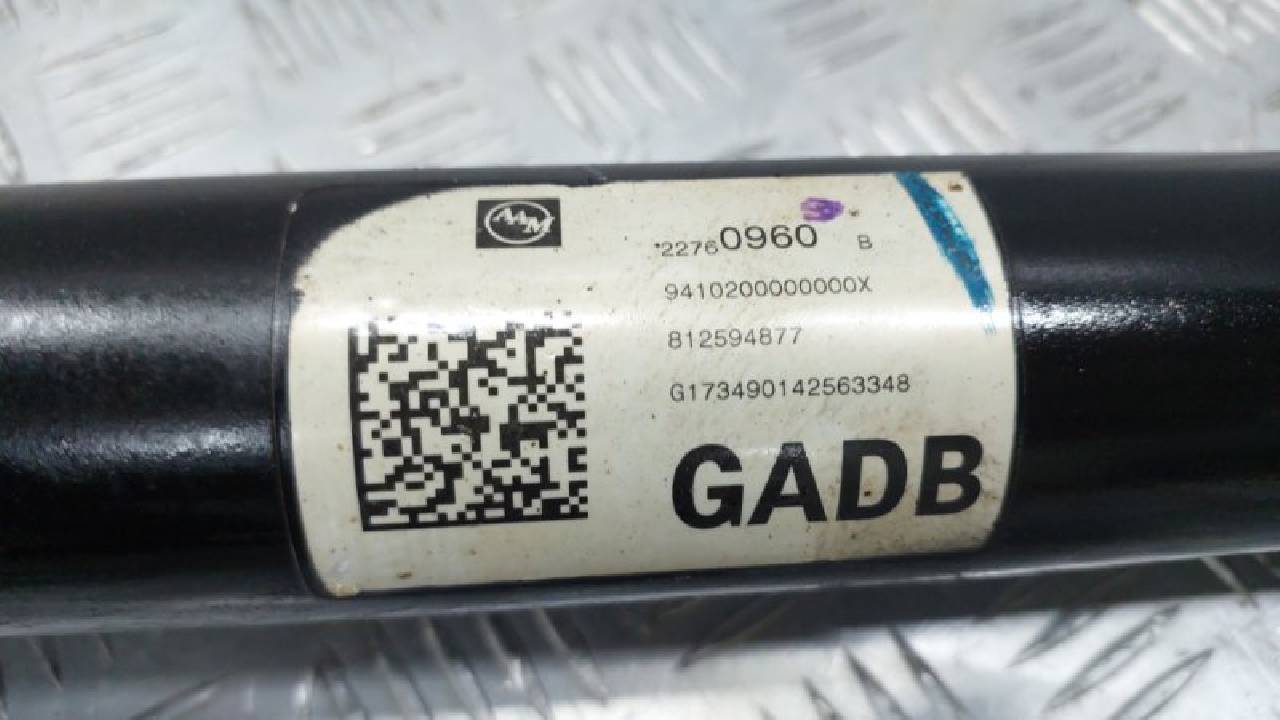 AAM
22760960 B
9410200000000X
812594877
G173490142563348
GADB